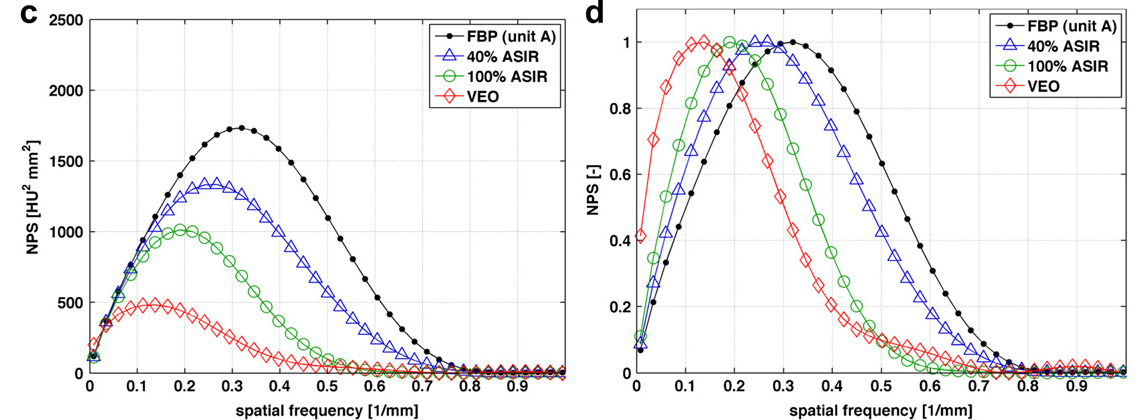 c
2500
2000
1500
1000
500
0
NPS [HU² mm²]
FBP (unit A)
40% ASIR
100% ASIR
VEO
0 0.1 0.2 0.3 0.4 0.5 0.6 0.7 0.8 0.9
spatial frequency [1/mm]
d
1
0.8
0.6
0.4
0.2
0
NPS [-]
FBP (unit A)
40% ASIR
100% ASIR
VEO
0 0.1 0.2 0.3 0.4 0.5 0.6 0.7 0.8 0.9
spatial frequency [1/mm]